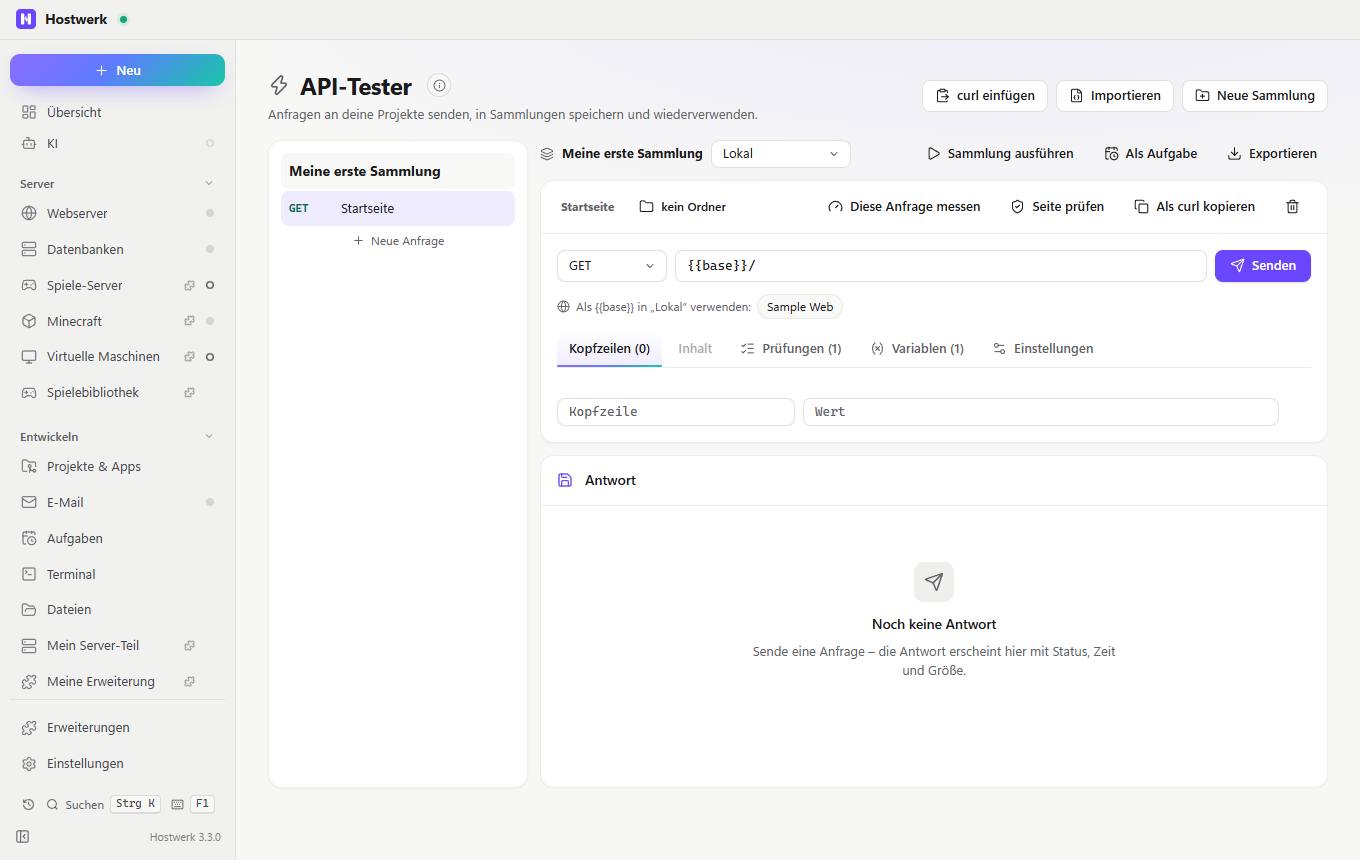 Hostwerk
Neu
Übersicht
KI
Server
Webserver
Datenbanken
Spiele-Server
Minecraft
Virtuelle Maschinen
Spielebibliothek
Entwickeln
Projekte & Apps
E-Mail
Aufgaben
Terminal
Dateien
Mein Server-Teil
Meine Erweiterung
Erweiterungen
Einstellungen
Suchen Strg K F1
Hostwerk 3.3.0
API-Tester
Anfragen an deine Projekte senden, in Sammlungen speichern und wiederverwenden.
curl einfügen Importieren Neue Sammlung
Meine erste Sammlung
GET Startseite
Neue Anfrage
Meine erste Sammlung Lokal Sammlung ausführen Als Aufgabe Exportieren
Startseite kein Ordner Diese Anfrage messen Seite prüfen Als curl kopieren
GET {{base}}/ Senden
Als {{base}} in „Lokal“ verwenden: Sample Web
Kopfzeilen (0) Inhalt Prüfungen (1) Variablen (1) Einstellungen
Kopfzeile Wert
Antwort
Noch keine Antwort
Sende eine Anfrage – die Antwort erscheint hier mit Status, Zeit
und Größe.